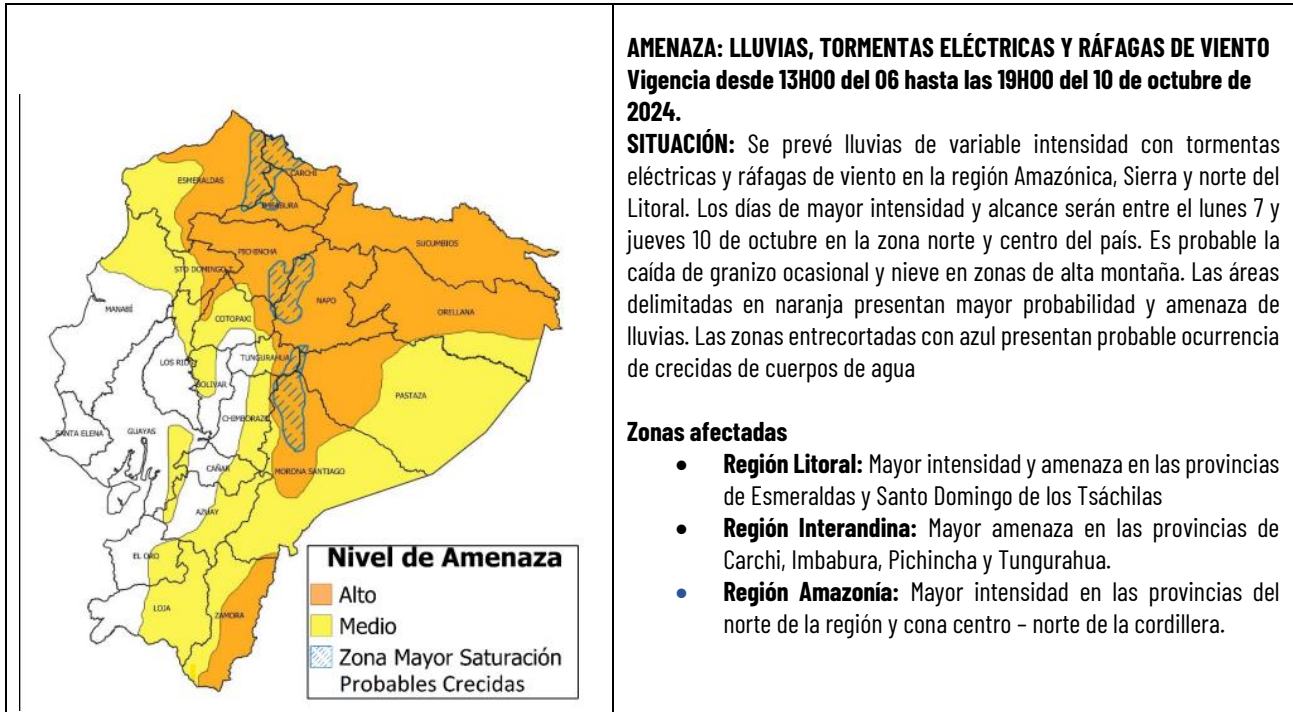 ESMERALDAS
CARCHI
IMBABURA
SUCUMBIOS
PICHINCHA
STO DOMINGO T.
NAPO
ORELLANA
MANABÍ
COTOPAXI
TUNGURAHUA
LOS RIOS
BOLIVAR
PASTAZA
CHIMBORAZO
SANTA ELENA
GUAYAS
MORONA SANTIAGO
CAÑAR
AZUAY
EL ORO
LOJA
ZAMORA
Nivel de Amenaza
Alto
Medio
Zona Mayor Saturación
Probables Crecidas
AMENAZA: LLUVIAS, TORMENTAS ELÉCTRICAS Y RÁFAGAS DE VIENTO
Vigencia desde 13H00 del 06 hasta las 19H00 del 10 de octubre de
2024.
SITUACIÓN: Se prevé lluvias de variable intensidad con tormentas
eléctricas y ráfagas de viento en la región Amazónica, Sierra y norte del
Litoral. Los días de mayor intensidad y alcance serán entre el lunes 7 y
jueves 10 de octubre en la zona norte y centro del país. Es probable la
caída de granizo ocasional y nieve en zonas de alta montaña. Las áreas
delimitadas en naranja presentan mayor probabilidad y amenaza de
lluvias. Las zonas entrecortadas con azul presentan probable ocurrencia
de crecidas de cuerpos de agua
Zonas afectadas
• Región Litoral: Mayor intensidad y amenaza en las provincias
de Esmeraldas y Santo Domingo de los Tsáchilas
• Región Interandina: Mayor amenaza en las provincias de
Carchi, Imbabura, Pichincha y Tungurahua.
• Región Amazonía: Mayor intensidad en las provincias del
norte de la región y cona centro – norte de la cordillera.